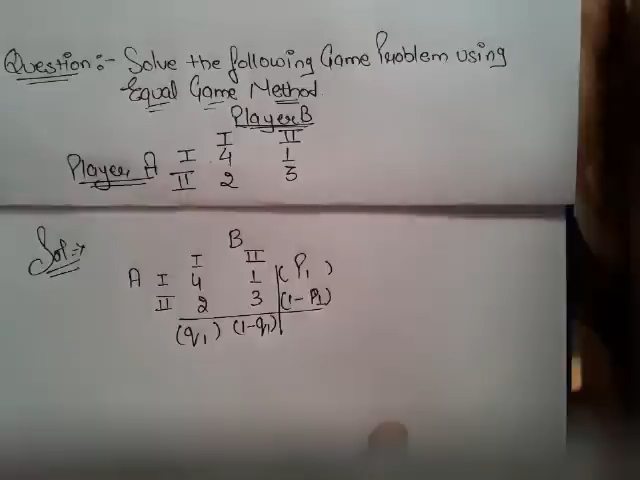 Question:- Solve the following Game Problem using
Equal Game Method.
Player B
I II
Player A I 4 1
II 2 3
Sol:→
B
I II
A I 4 1 (P₁)
II 2 3 (1-P₁)
(q₁) (1-q₁)